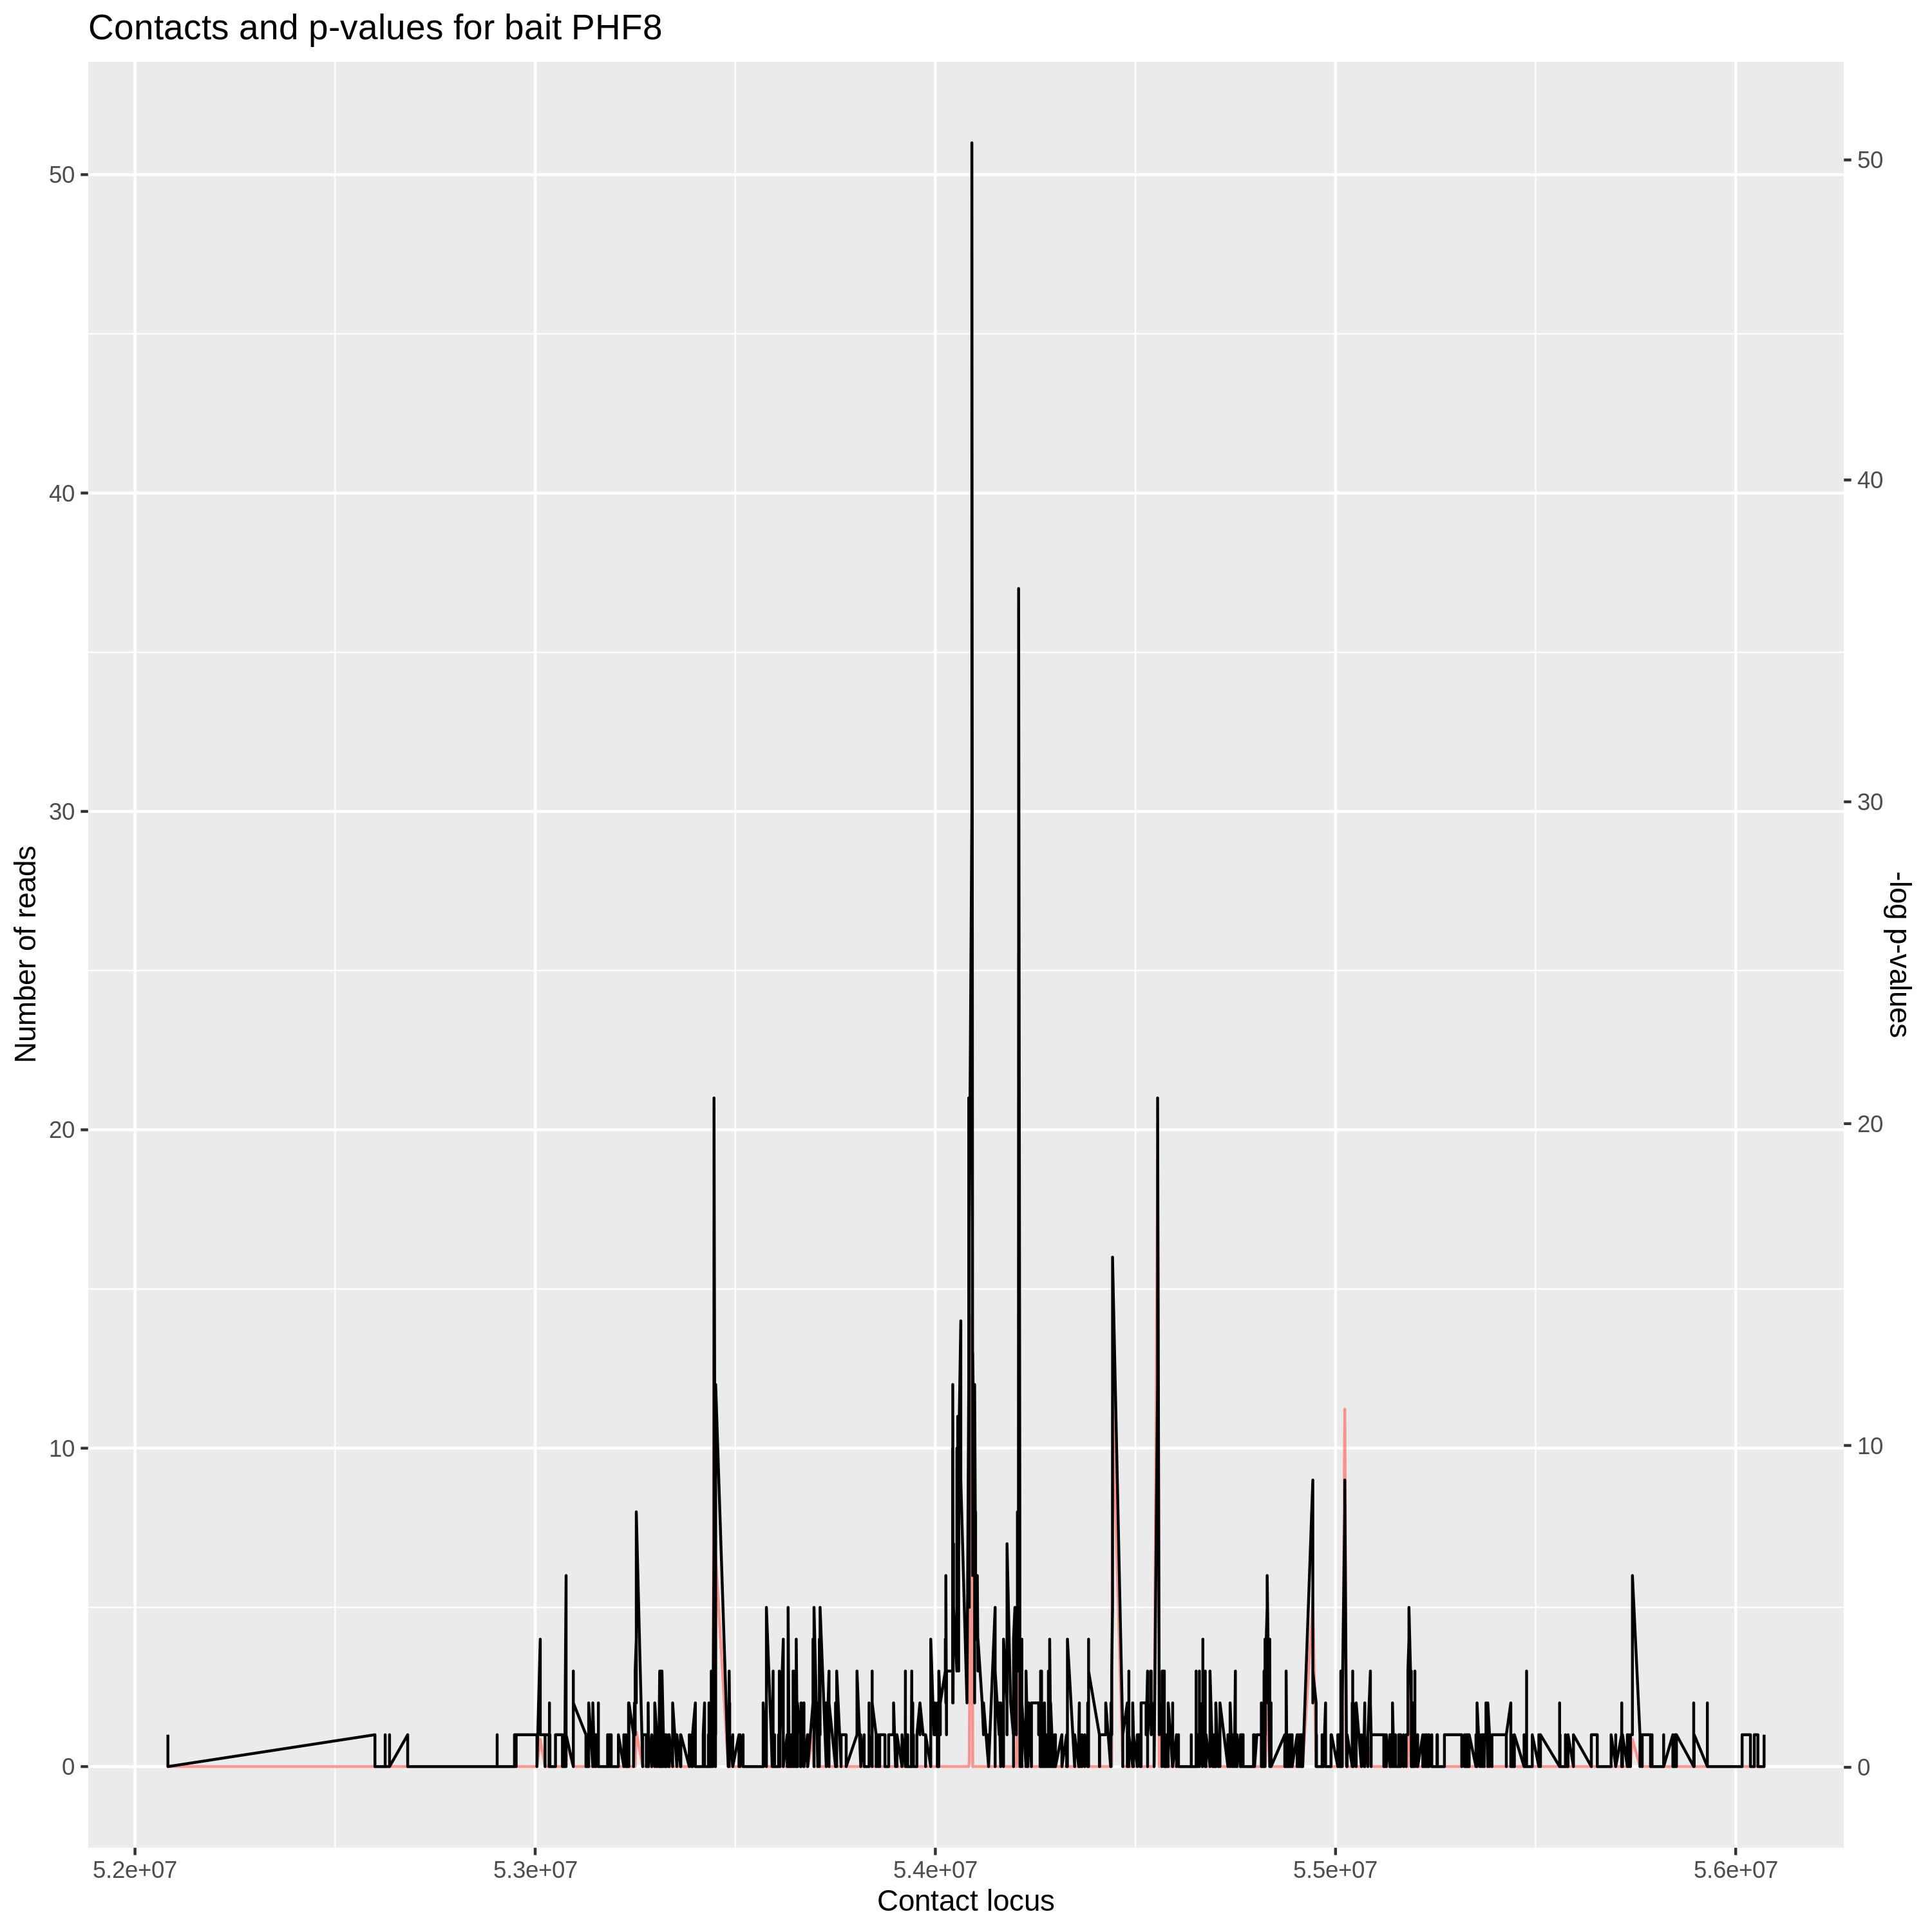 Contacts and p-values for bait PHF8
50
40
30
20
10
0
Number of reads
50
40
30
20
10
0
-log p-values
5.2e+07 5.3e+07 5.4e+07 5.5e+07 5.6e+07
Contact locus